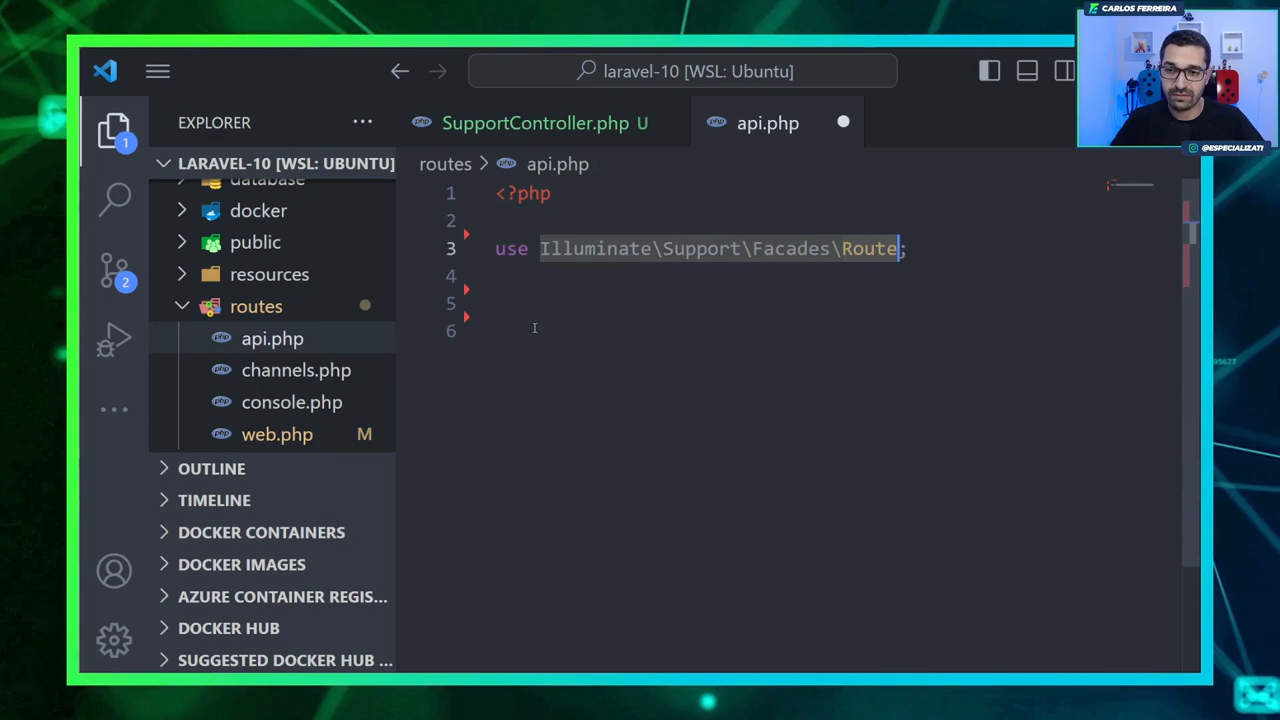 CARLOS FERREIRA
@ESPECIALIZATI
laravel-10 [WSL: Ubuntu]
EXPLORER
SupportController.php U
api.php
LARAVEL-10 [WSL: UBUNTU]
routes > api.php
database
docker
public
resources
routes
api.php
channels.php
console.php
web.php M
OUTLINE
TIMELINE
DOCKER CONTAINERS
DOCKER IMAGES
AZURE CONTAINER REGIS...
DOCKER HUB
SUGGESTED DOCKER HUB ...
1
2
1 <?php
2
3 use Illuminate\Support\Facades\Route;
4
5
6